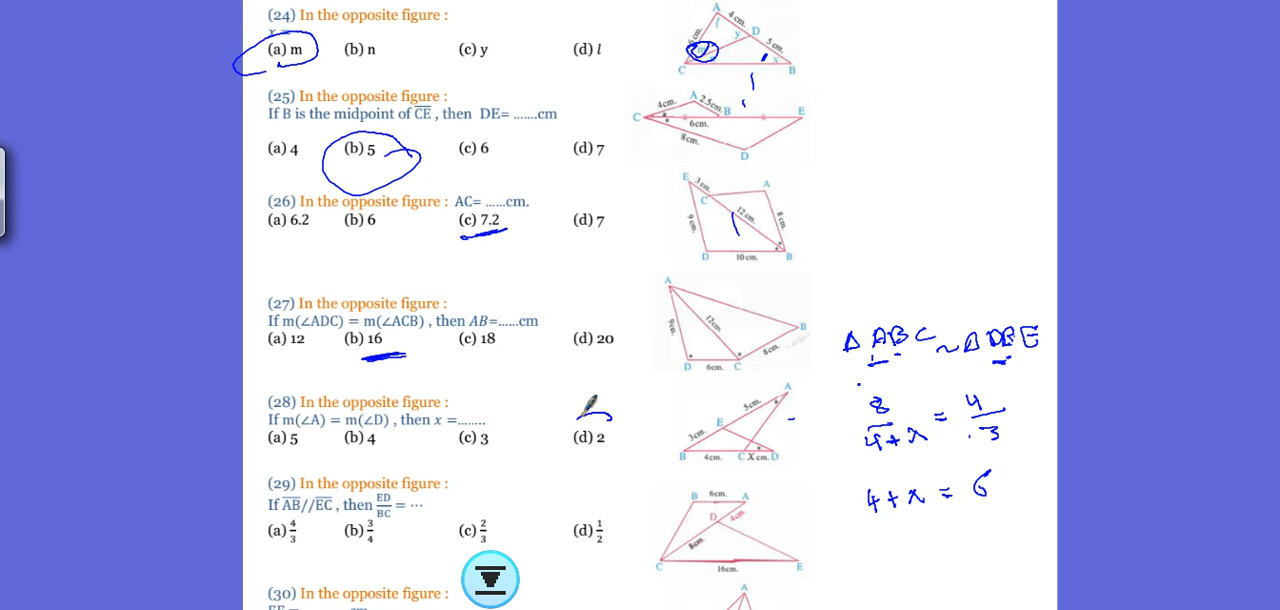 (24) In the opposite figure :
x =
(a) m (b) n (c) y (d) l
(25) In the opposite figure :
If B is the midpoint of C̅E̅ , then DE= .......cm
(a) 4 (b) 5 (c) 6 (d) 7
(26) In the opposite figure : AC= ......cm.
(a) 6.2 (b) 6 (c) 7.2 (d) 7
(27) In the opposite figure :
If m(∠ADC) = m(∠ACB) , then AB=......cm
(a) 12 (b) 16 (c) 18 (d) 20
(28) In the opposite figure :
If m(∠A) = m(∠D) , then x =........
(a) 5 (b) 4 (c) 3 (d) 2
(29) In the opposite figure :
If A̅B̅//E̅C̅ , then ED/BC = ⋯
(a) 4/3 (b) 3/4 (c) 2/3 (d) 1/2
(30) In the opposite figure :
A
4 cm.
l
y
D
6 cm.
5 cm.
x
C
B
A
4cm.
2.5cm.
B
E
C
6cm.
8cm.
D
E
3 cm.
A
C
12 cm.
8 cm.
9 cm.
D
10 cm.
B
A
9cm.
12cm.
B
8cm.
D
6cm.
C
A
5cm.
E
3cm.
B
4cm.
C
X cm.
D
B
6cm.
A
D
4cm.
8cm.
C
16cm.
E
A
Δ ABC ~ Δ DBE
8/4+x = 4/3
4+x = 6